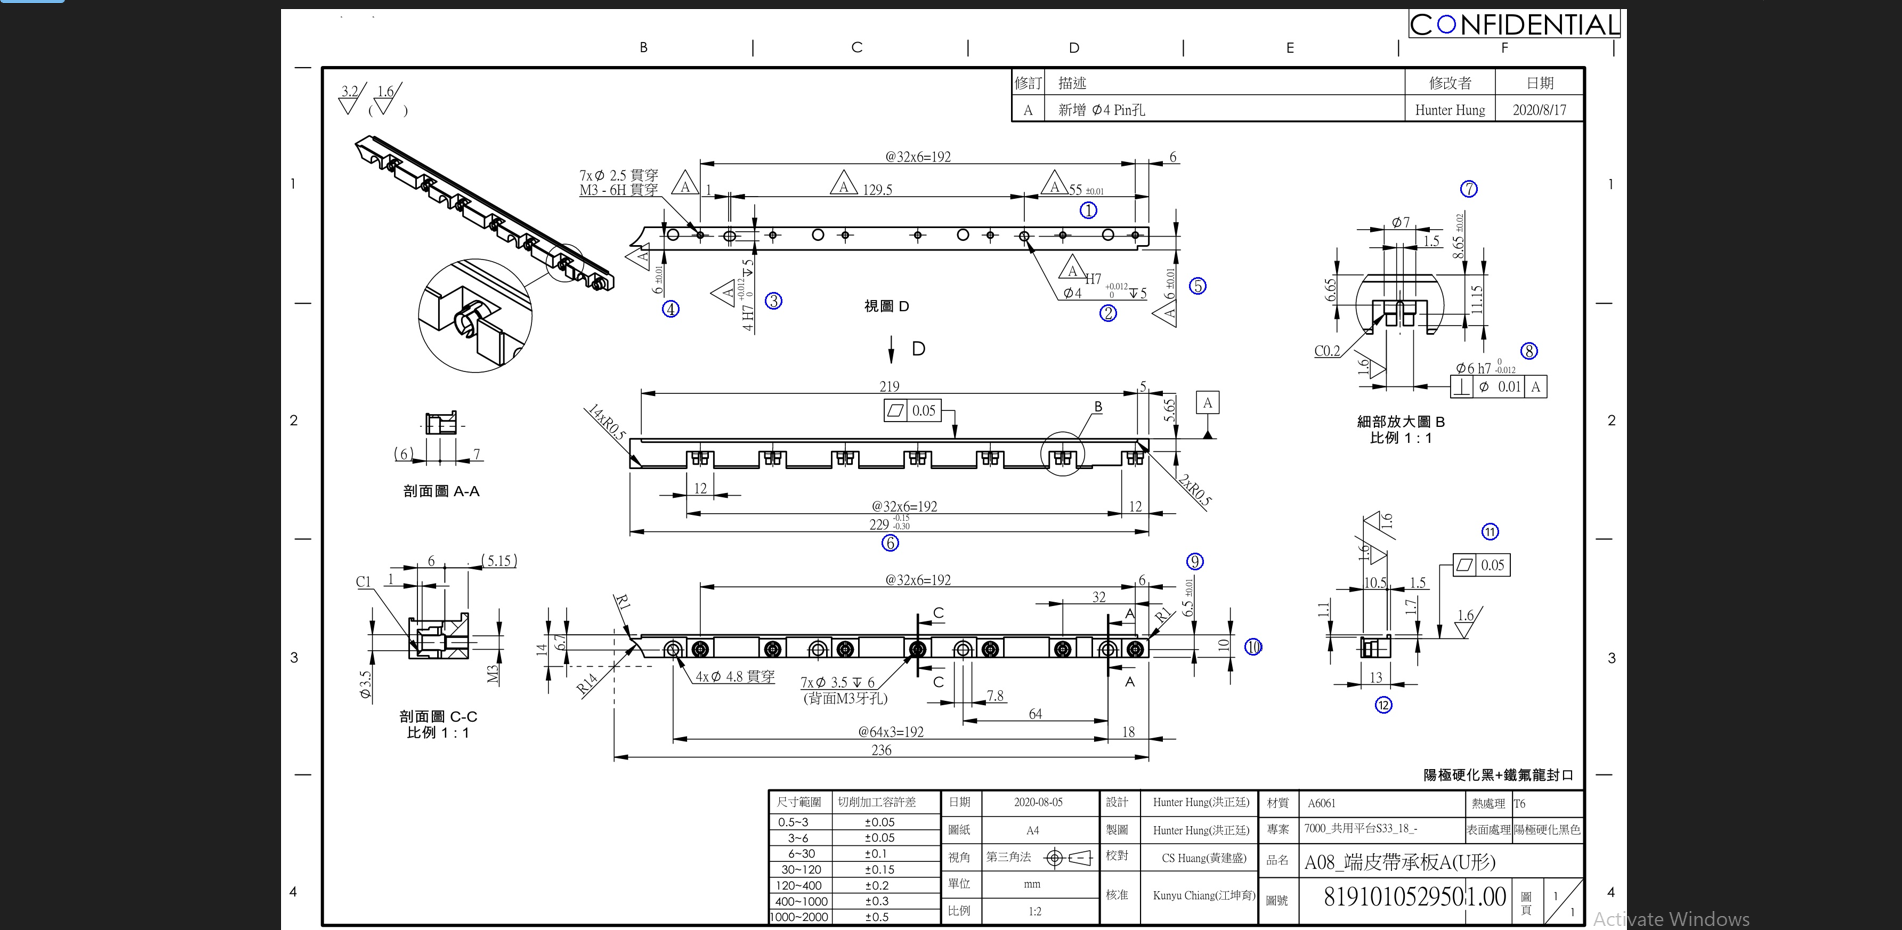 CONFIDENTIAL
B C D E F
修訂 描述 修改者 日期
A 新增 Φ4 Pin孔 Hunter Hung 2020/8/17
3.2 1.6
( )
1 1
@32x6=192 6
7xΦ 2.5 貫穿
M3 - 6H 貫穿
A 1 A 129.5 A 55 ±0.01
①
A
6 ±0.01
④
A
4 H7 +0.012 0 ↧5
③
A
H7
Φ4 +0.012 0 ↧5
②
A 6 ±0.01
⑤
視圖 D
D
⑦
Φ7
8.65 ±0.02
1.5
6.65
11.15
C0.2
1.6
⑧
Φ6 h7 0 -0.012
⊥ Φ 0.01 A
細部放大圖 B
比例 1 : 1
2 2
219 5
14xR0.5
0.05
B
5.65
A
12
2xR0.5
@32x6=192 12
229 -0.15 -0.30
⑥
(6) 7
剖面圖 A-A
6 (5.15)
C1 1
Φ3.5
M3
剖面圖 C-C
比例 1 : 1
3 3
@32x6=192 6
⑨
6.5 ±0.01
32
R1
C A R1
14
6.7
10
⑩
R14
4xΦ 4.8 貫穿
7xΦ 3.5 ↧ 6
(背面M3牙孔)
C A
7.8
64
@64x3=192 18
236
1.6
1.6
⑪
0.05
10.5 1.5
1.1
1.7
1.6
13
⑫
陽極硬化黑+鐵氟龍封口
4 4
尺寸範圍 切削加工容許差
0.5~3 ±0.05
3~6 ±0.05
6~30 ±0.1
30~120 ±0.15
120~400 ±0.2
400~1000 ±0.3
1000~2000 ±0.5
日期 2020-08-05 設計 Hunter Hung(洪正廷) 材質 A6061 熱處理 T6
圖紙 A4 製圖 Hunter Hung(洪正廷) 專案 7000_共用平台S33_18_- 表面處理 陽極硬化黑色
視角 第三角法 校對 CS Huang(黃建盛) 品名 A08_端皮帶承板A(U形)
單位 mm 核准 Kunyu Chiang(江坤育) 圖號 819101052950 1.00 圖頁 1/1
比例 1:2
Activate Windows